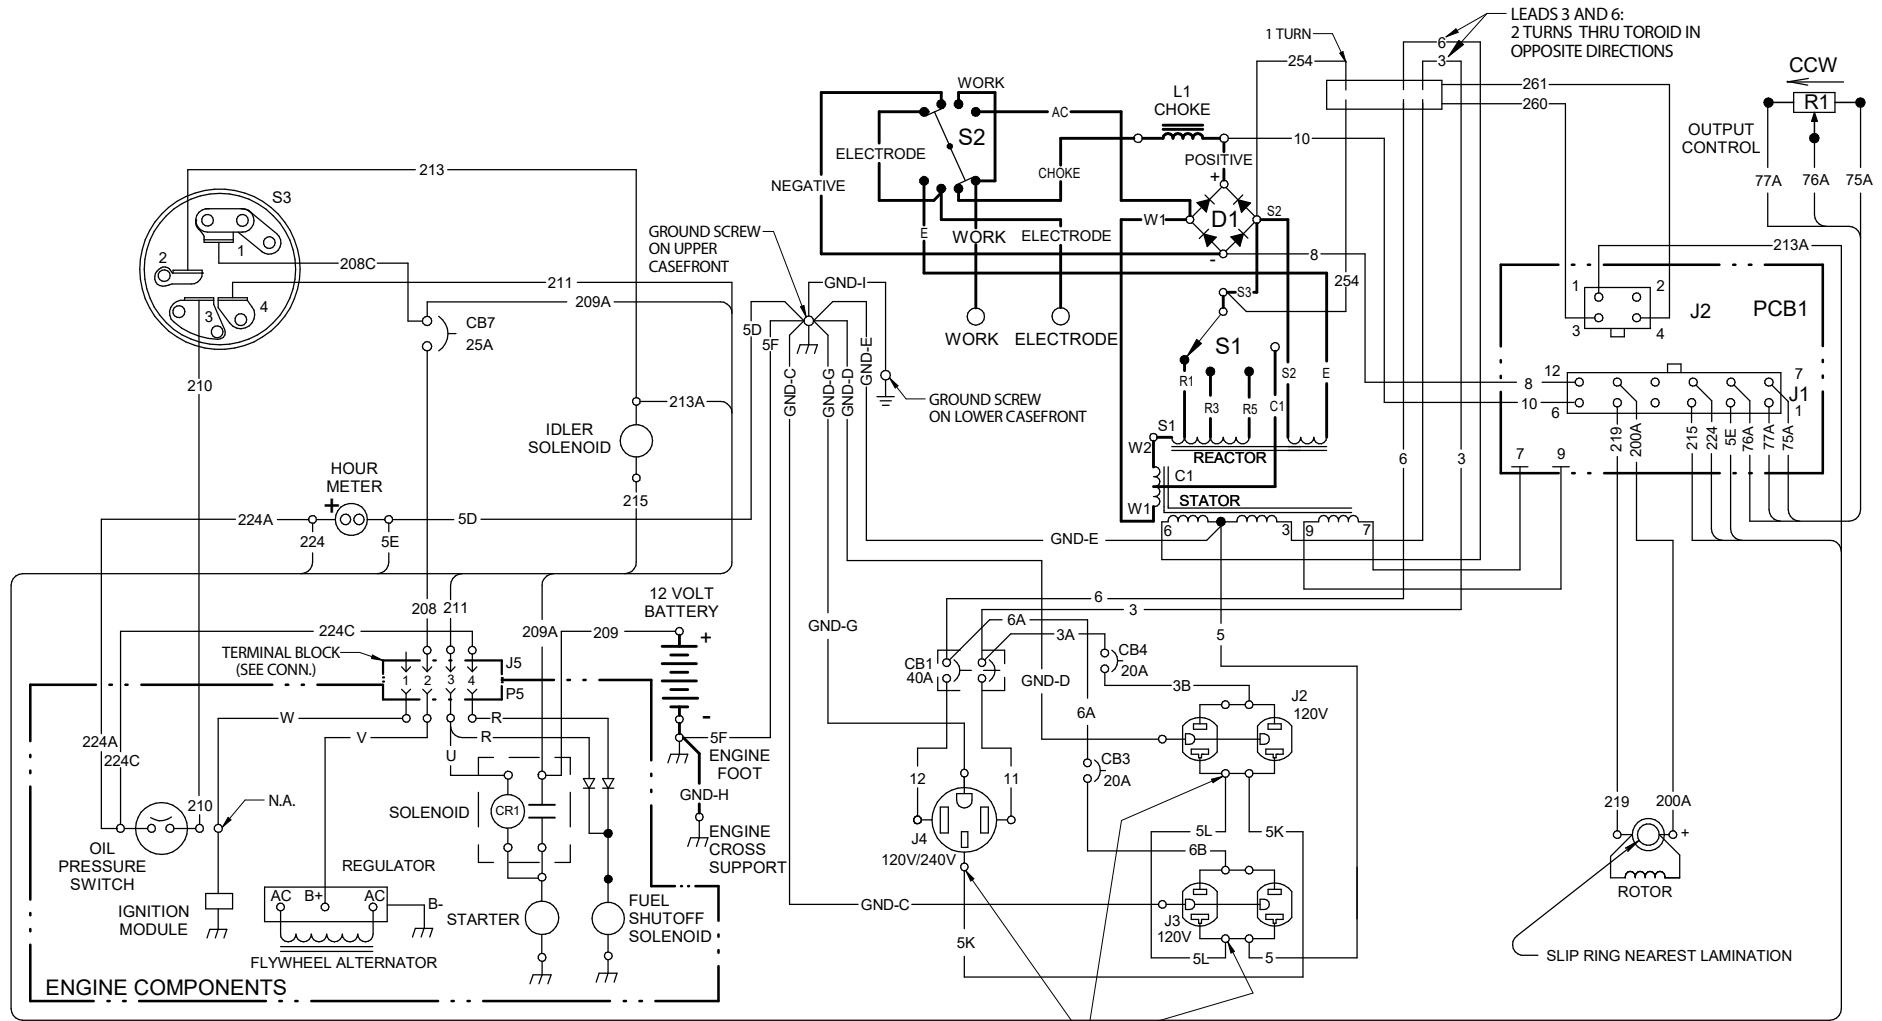 LEADS 3 AND 6:
2 TURNS THRU TOROID IN
OPPOSITE DIRECTIONS
1 TURN
6
3
254
261
260
CCW
R1
OUTPUT
CONTROL
77A
76A
75A
WORK
AC
S2
L1
CHOKE
10
ELECTRODE
POSITIVE
+
NEGATIVE
CHOKE
D1
S2
W1
-
8
E
WORK
ELECTRODE
213
S3
1
2
3
4
208C
211
209A
CB7
25A
210
GROUND SCREW
ON UPPER
CASEFRONT
GND-I
5D
5F
GND-C
GND-G
GND-D
GND-E
GROUND SCREW
ON LOWER CASEFRONT
WORK
ELECTRODE
S3
254
S1
R1
R3
R5
C1
S2
E
S1
W2
REACTOR
C1
STATOR
W1
6
3
9
7
213A
1
2
3
4
J2
PCB1
8
12
7
10
6
1
J1
219
200A
215
224
5E
76A
77A
75A
7
9
6
3
213A
IDLER
SOLENOID
215
HOUR
METER
+
224A
224
5E
5D
GND-E
208
211
209A
209
12 VOLT
BATTERY
+
-
224C
TERMINAL BLOCK
(SEE CONN.)
1
2
3
4
J5
P5
W
V
U
R
R
224A
224C
210
N.A.
5F
ENGINE
FOOT
GND-H
ENGINE
CROSS
SUPPORT
SOLENOID
CR1
OIL
PRESSURE
SWITCH
IGNITION
MODULE
REGULATOR
AC
B+
AC
B-
FLYWHEEL ALTERNATOR
STARTER
FUEL
SHUTOFF
SOLENOID
ENGINE COMPONENTS
6
3
GND-G
6A
3A
5
CB1
40A
CB4
20A
GND-D
3B
J2
120V
6A
CB3
20A
12
11
J4
120V/240V
5L
5K
6B
GND-C
J3
120V
5K
5L
5
219
200A
+
ROTOR
SLIP RING NEAREST LAMINATION